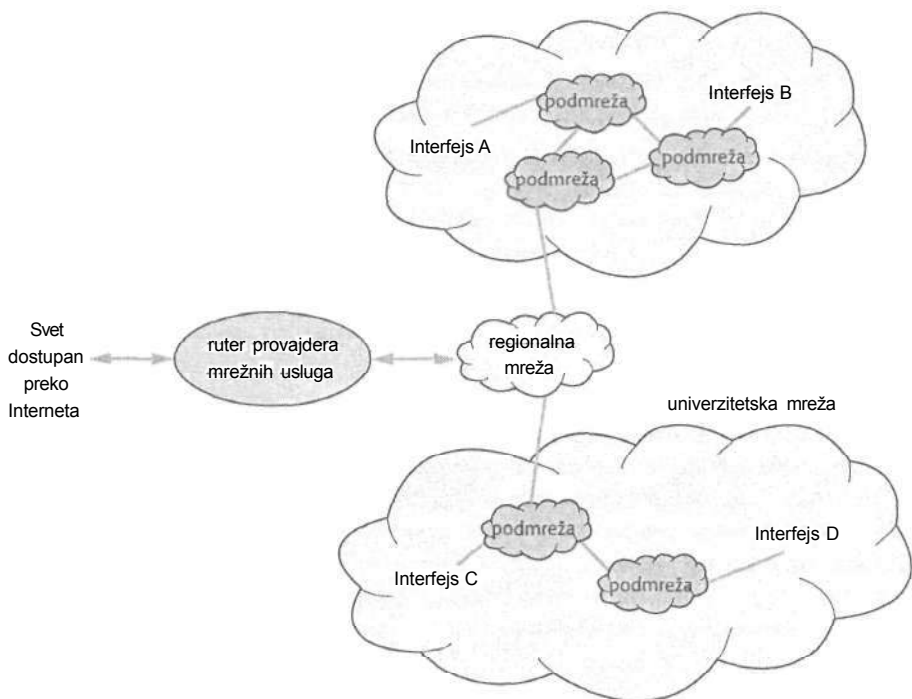 podmreža
Interfejs B
Interfejs A
podmreža
podmreža
Svet
dostupan
preko
Interneta
ruter provajdera
mrežnih usluga
regionalna
mreža
univerzitetska mreža
podmreža
Interfejs D
Interfejs C
podmreža